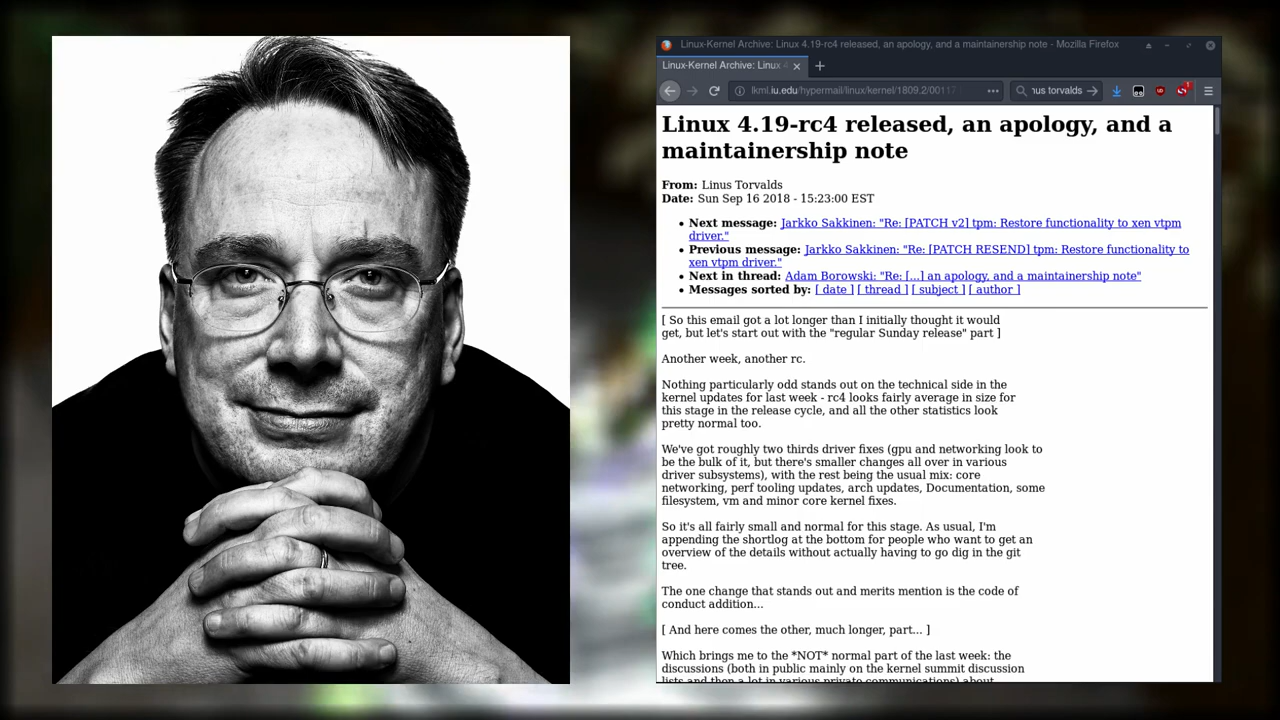 Linux-Kernel Archive: Linux 4.19-rc4 released, an apology, and a maintainership note - Mozilla Firefox
Linux-Kernel Archive: Linux 4
lkml.iu.edu/hypermail/linux/kernel/1809.2/00117
nus torvalds
Linux 4.19-rc4 released, an apology, and a
maintainership note
From: Linus Torvalds
Date: Sun Sep 16 2018 - 15:23:00 EST
• Next message: Jarkko Sakkinen: "Re: [PATCH v2] tpm: Restore functionality to xen vtpm
driver."
• Previous message: Jarkko Sakkinen: "Re: [PATCH RESEND] tpm: Restore functionality to
xen vtpm driver."
• Next in thread: Adam Borowski: "Re: [...] an apology, and a maintainership note"
• Messages sorted by: [ date ] [ thread ] [ subject ] [ author ]
[ So this email got a lot longer than I initially thought it would
get, but let's start out with the "regular Sunday release" part ]
Another week, another rc.
Nothing particularly odd stands out on the technical side in the
kernel updates for last week - rc4 looks fairly average in size for
this stage in the release cycle, and all the other statistics look
pretty normal too.
We've got roughly two thirds driver fixes (gpu and networking look to
be the bulk of it, but there's smaller changes all over in various
driver subsystems), with the rest being the usual mix: core
networking, perf tooling updates, arch updates, Documentation, some
filesystem, vm and minor core kernel fixes.
So it's all fairly small and normal for this stage. As usual, I'm
appending the shortlog at the bottom for people who want to get an
overview of the details without actually having to go dig in the git
tree.
The one change that stands out and merits mention is the code of
conduct addition...
[ And here comes the other, much longer, part... ]
Which brings me to the *NOT* normal part of the last week: the
discussions (both in public mainly on the kernel summit discussion
lists and then a lot in various private communications) about